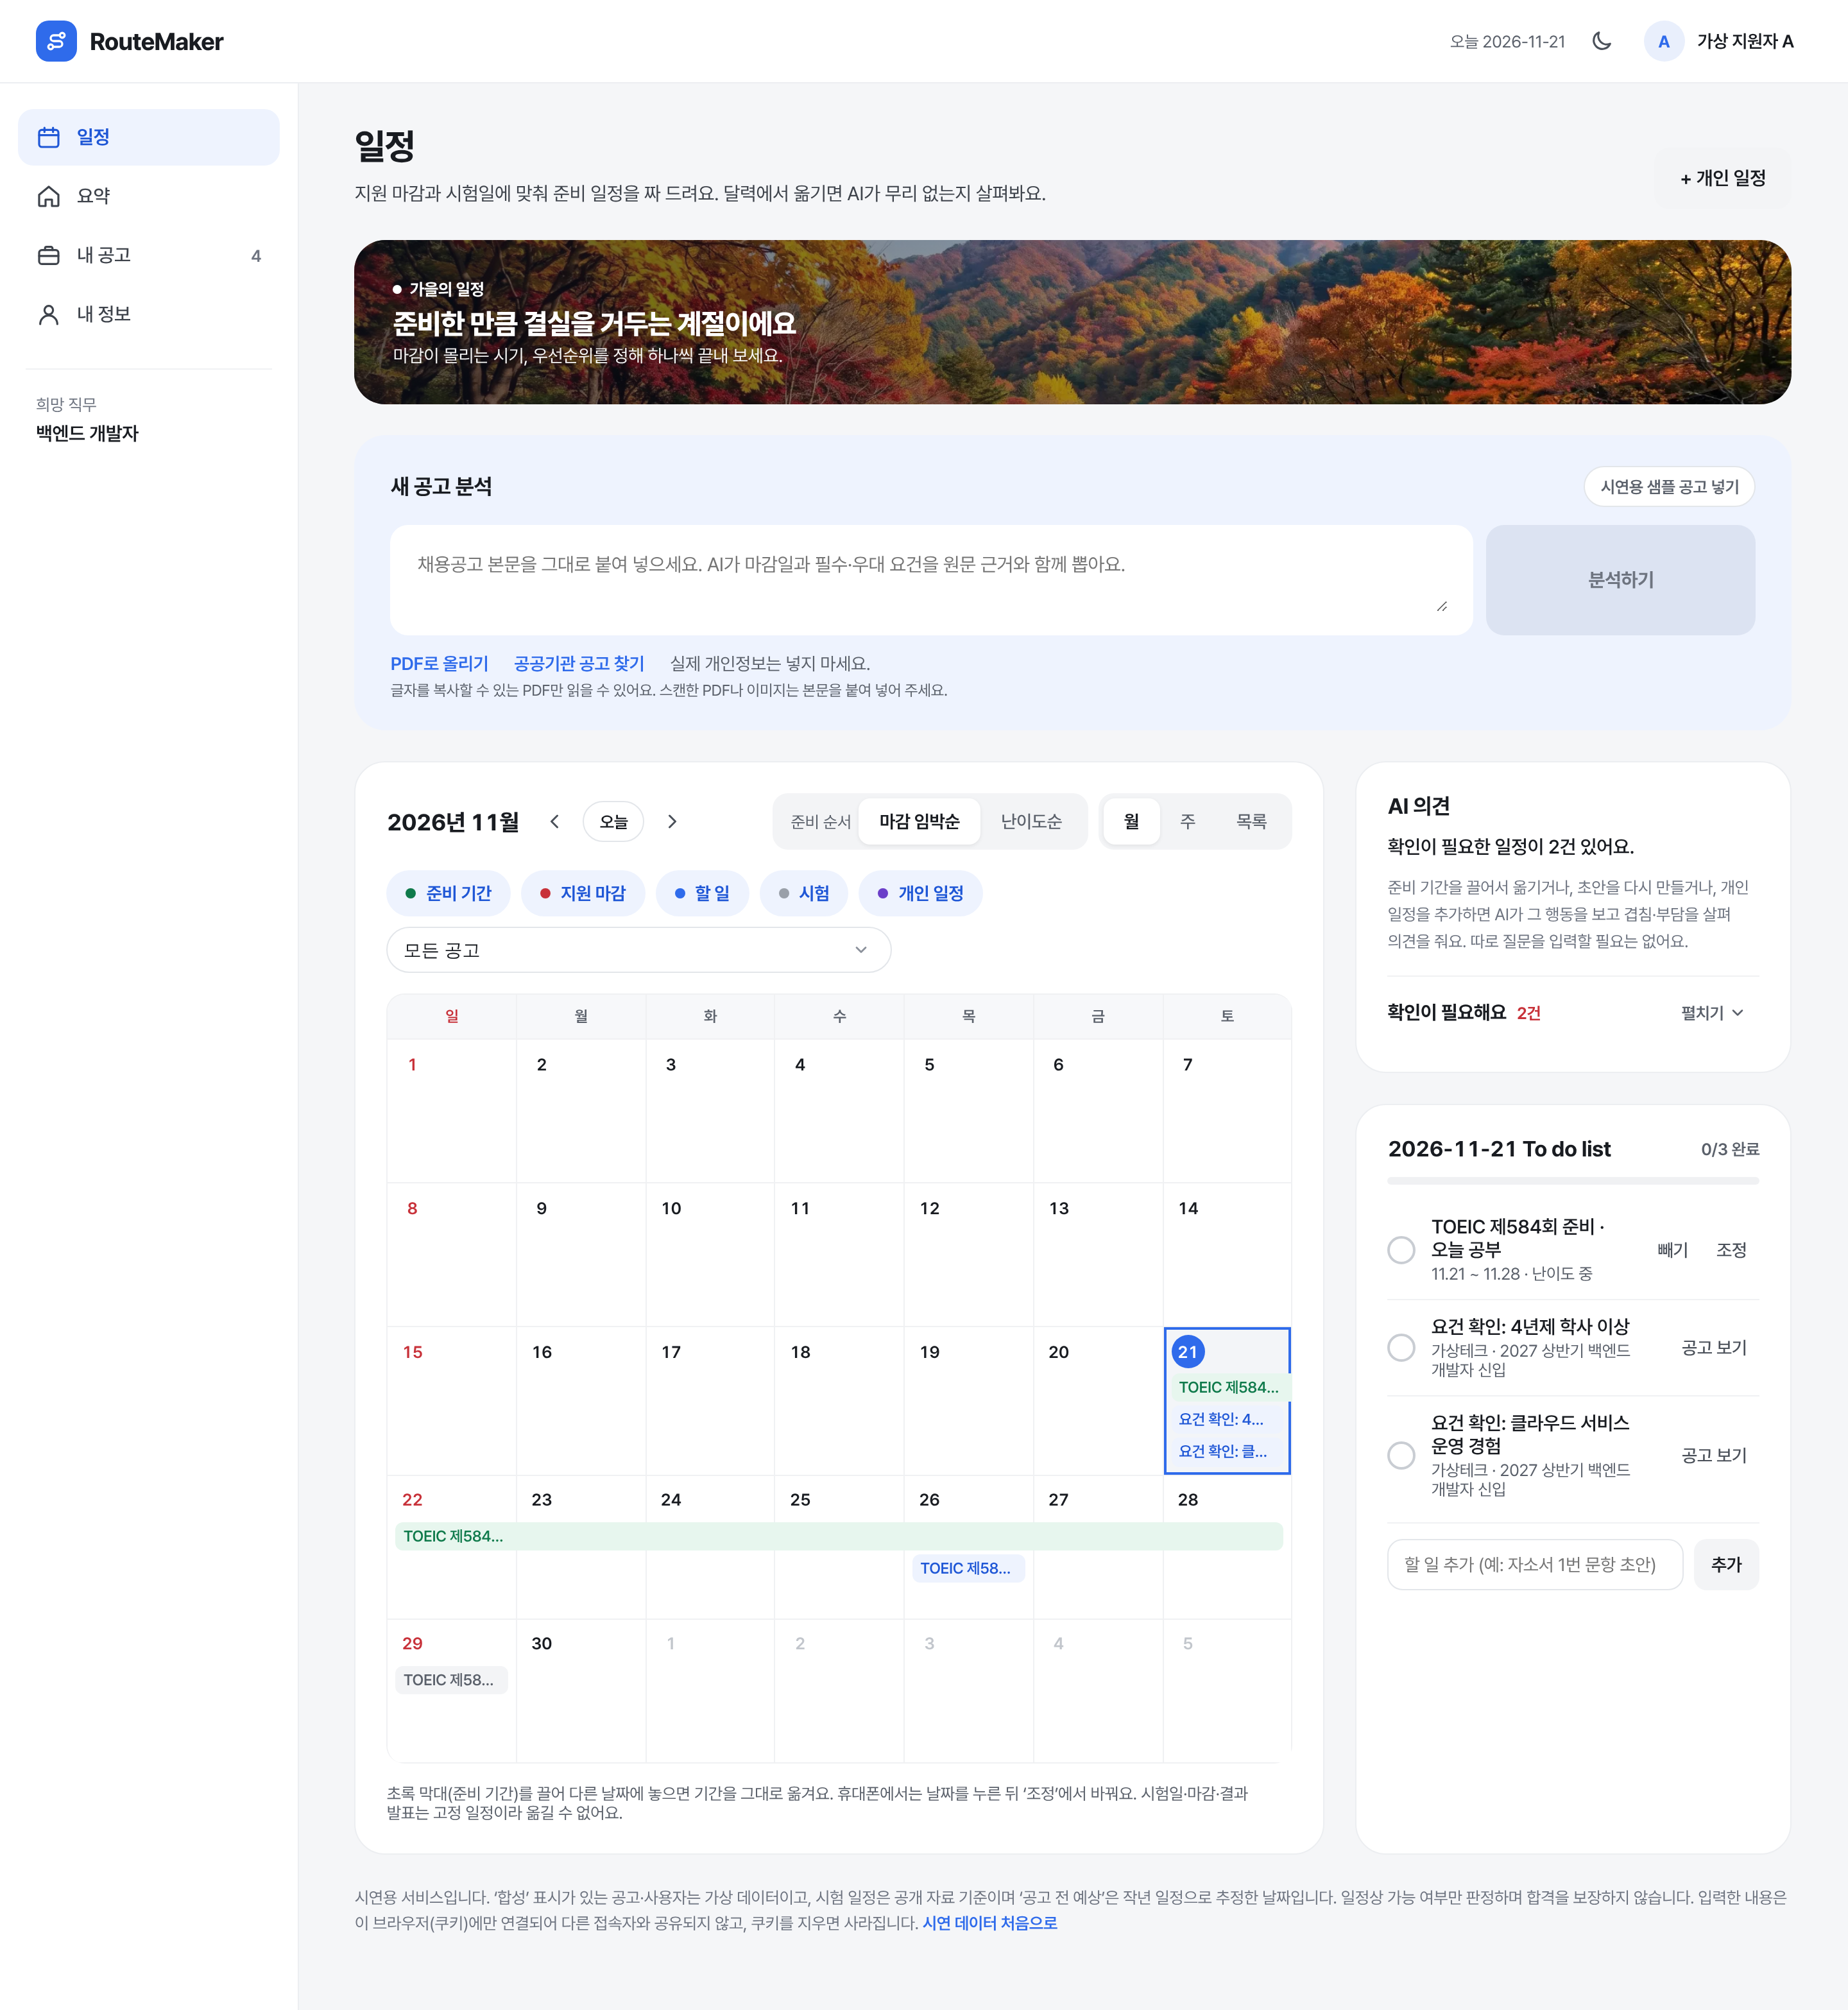 RouteMaker
오늘 2026-11-21
A
가상 지원자 A
일정
요약
내 공고
4
내 정보
희망 직무
백엔드 개발자
일정
지원 마감과 시험일에 맞춰 준비 일정을 짜 드려요. 달력에서 옮기면 AI가 무리 없는지 살펴봐요.
+ 개인 일정
가을의 일정
준비한 만큼 결실을 거두는 계절이에요
마감이 몰리는 시기, 우선순위를 정해 하나씩 끝내 보세요.
새 공고 분석
시연용 샘플 공고 넣기
채용공고 본문을 그대로 붙여 넣으세요. AI가 마감일과 필수·우대 요건을 원문 근거와 함께 뽑아요.
분석하기
PDF로 올리기 공공기관 공고 찾기 실제 개인정보는 넣지 마세요.
글자를 복사할 수 있는 PDF만 읽을 수 있어요. 스캔한 PDF나 이미지는 본문을 붙여 넣어 주세요.
2026년 11월
오늘
준비 순서 마감 임박순 난이도순
월 주 목록
준비 기간 지원 마감 할 일 시험 개인 일정
모든 공고
일 월 화 수 목 금 토
1 2 3 4 5 6 7
8 9 10 11 12 13 14
15 16 17 18 19 20 21
TOEIC 제584...
요건 확인: 4...
요건 확인: 클...
22 23 24 25 26 27 28
TOEIC 제584...
TOEIC 제58...
29 30 1 2 3 4 5
TOEIC 제58...
초록 막대(준비 기간)를 끌어 다른 날짜에 놓으면 기간을 그대로 옮겨요. 휴대폰에서는 날짜를 누른 뒤 ‘조정’에서 바꿔요. 시험일·마감·결과
발표는 고정 일정이라 옮길 수 없어요.
AI 의견
확인이 필요한 일정이 2건 있어요.
준비 기간을 끌어서 옮기거나, 초안을 다시 만들거나, 개인
일정을 추가하면 AI가 그 행동을 보고 겹침·부담을 살펴
의견을 줘요. 따로 질문을 입력할 필요는 없어요.
확인이 필요해요 2건
펼치기
2026-11-21 To do list
0/3 완료
TOEIC 제584회 준비 ·
오늘 공부
11.21 ~ 11.28 · 난이도 중
빼기 조정
요건 확인: 4년제 학사 이상
가상테크 · 2027 상반기 백엔드
개발자 신입
공고 보기
요건 확인: 클라우드 서비스
운영 경험
가상테크 · 2027 상반기 백엔드
개발자 신입
공고 보기
할 일 추가 (예: 자소서 1번 문항 초안)
추가
시연용 서비스입니다. ‘합성’ 표시가 있는 공고·사용자는 가상 데이터이고, 시험 일정은 공개 자료 기준이며 ‘공고 전 예상’은 작년 일정으로 추정한 날짜입니다. 일정상 가능 여부만 판정하며 합격을 보장하지 않습니다. 입력한 내용은
이 브라우저(쿠키)에만 연결되어 다른 접속자와 공유되지 않고, 쿠키를 지우면 사라집니다. 시연 데이터 처음으로